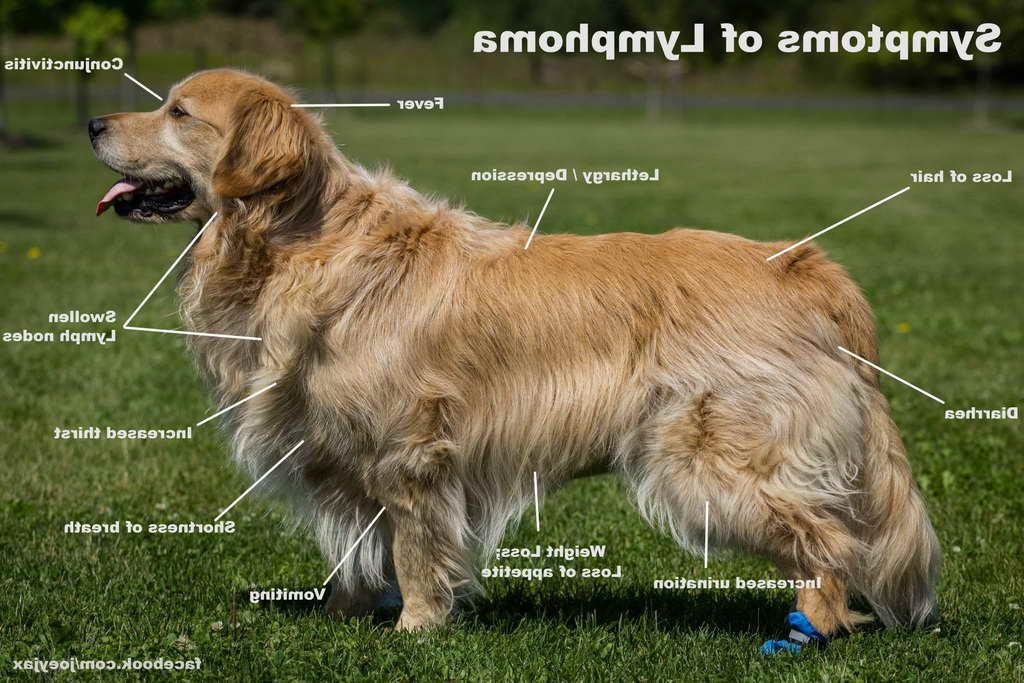 Symptoms of Lymphoma
Conjunctivitis
Fever
Lethargy / Depression
Loss of hair
Swollen
Lymph nodes
Diarrhea
Increased thirst
Shortness of breath
Weight Loss;
Loss of appetite
Increased urination
Vomiting
facebook.com/joeyjax